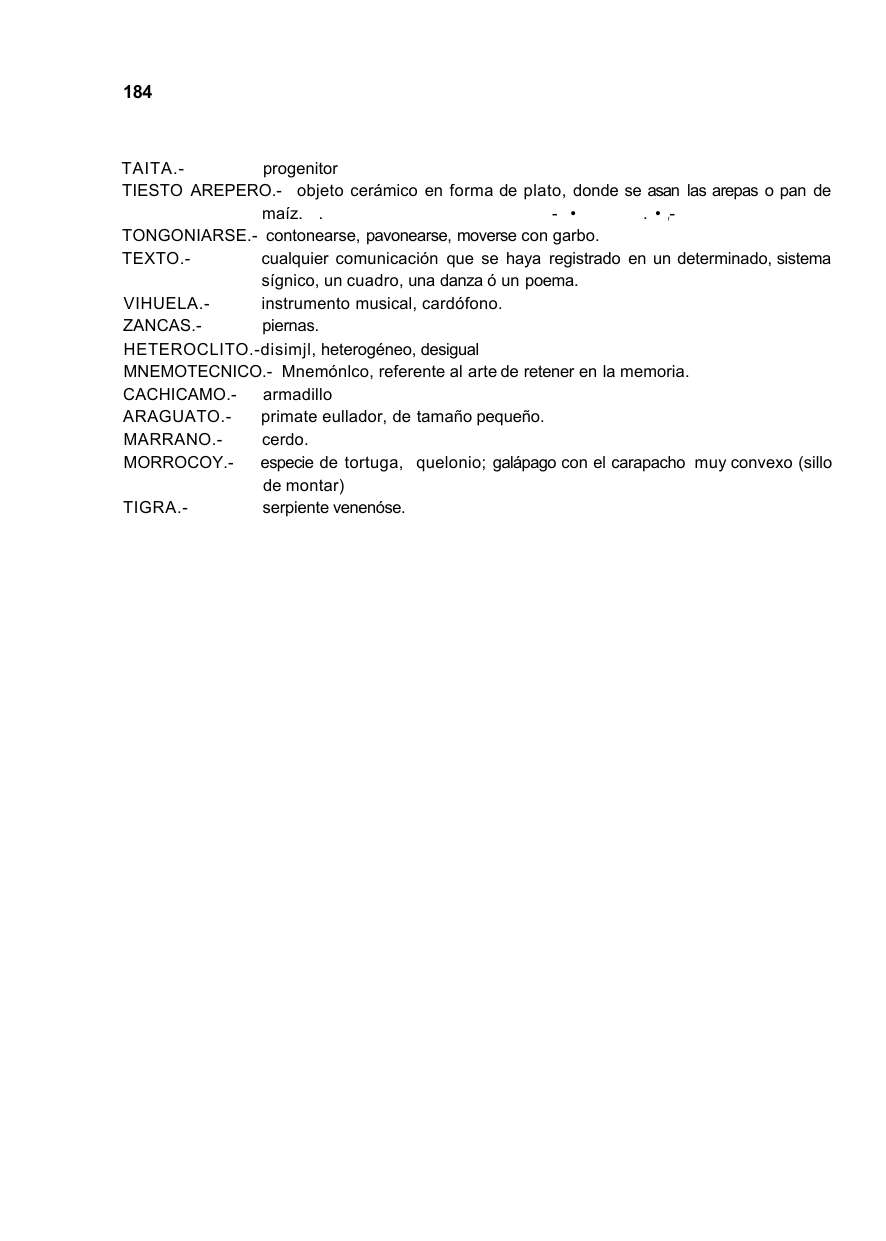 184
TAITA.- progenitor
TIESTO AREPERO.- objeto cerámico en forma de plato, donde se asan las arepas o pan de
maíz. . - • . • ,-
TONGONIARSE.- contonearse, pavonearse, moverse con garbo.
TEXTO.- cualquier comunicación que se haya registrado en un determinado, sistema
sígnico, un cuadro, una danza ó un poema.
VIHUELA.- instrumento musical, cardófono.
ZANCAS.- piernas.
HETEROCLITO.-disimjl, heterogéneo, desigual
MNEMOTECNICO.- Mnemónlco, referente al arte de retener en la memoria.
CACHICAMO.- armadillo
ARAGUATO.- primate eullador, de tamaño pequeño.
MARRANO.- cerdo.
MORROCOY.- especie de tortuga, quelonio; galápago con el carapacho muy convexo (sillo
de montar)
TIGRA.- serpiente venenóse.